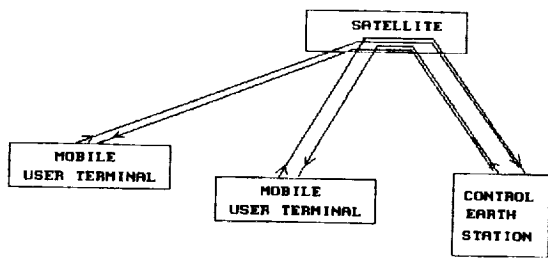 SATELLITE
MOBILE
USER TERMINAL
MOBILE
USER TERMINAL
CONTROL
EARTH
STATION